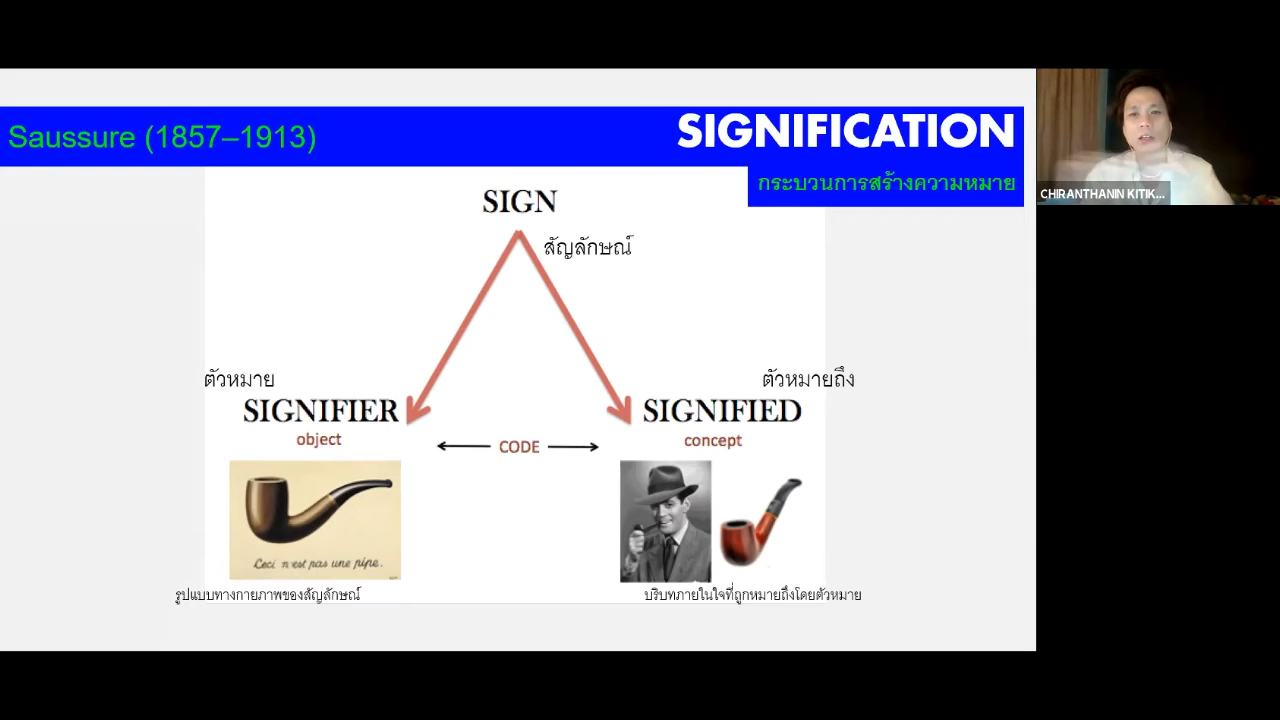 Saussure (1857–1913)
SIGNIFICATION
กระบวนการสร้างความหมาย
SIGN
สัญลักษณ์
ตัวหมาย
ตัวหมายถึง
SIGNIFIER
SIGNIFIED
object
concept
CODE
Ceci n'est pas une pipe.
รูปแบบทางกายภาพของสัญลักษณ์
บริบทภายในใจที่ถูกหมายถึงโดยตัวหมาย
CHIRANTHANIN KITIK...